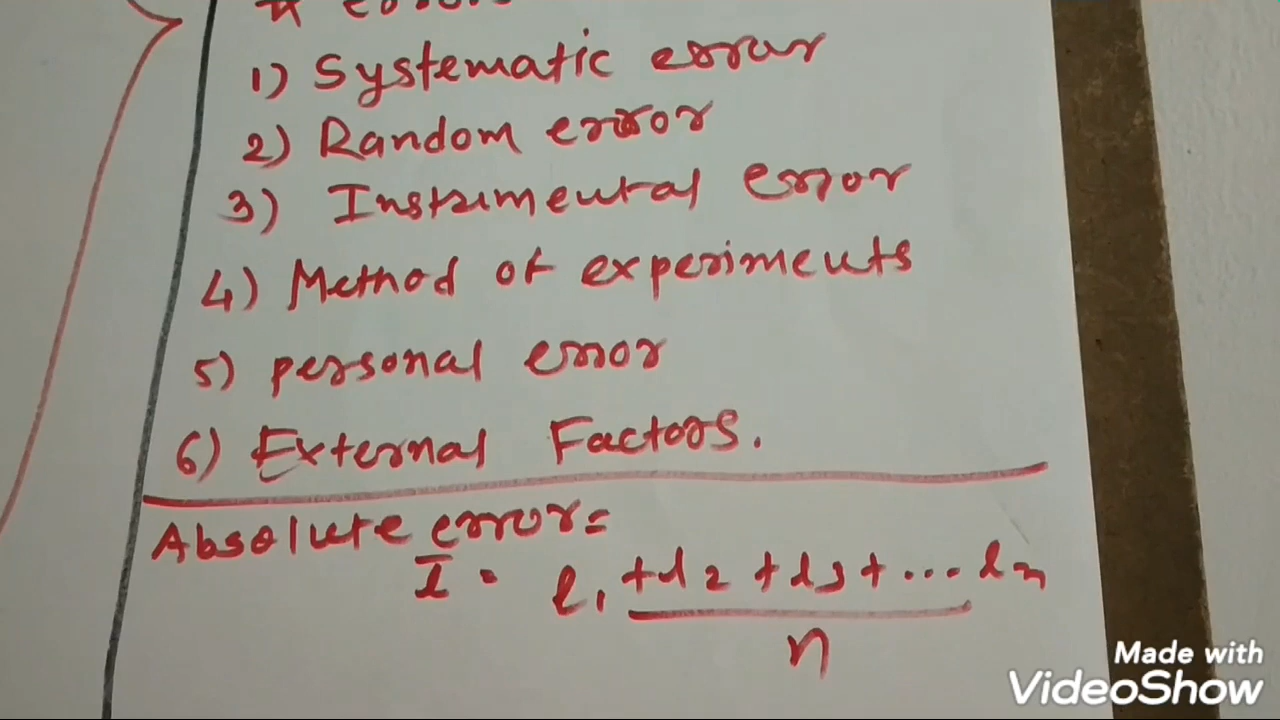 errors
1) Systematic error
2) Random error
3) Instrumental error
4) Method of experiments
5) personal error
6) External Factors.
Absolute error=
I = l₁ + l₂ + l₃ + ... lₙ
n
Made with
VideoShow